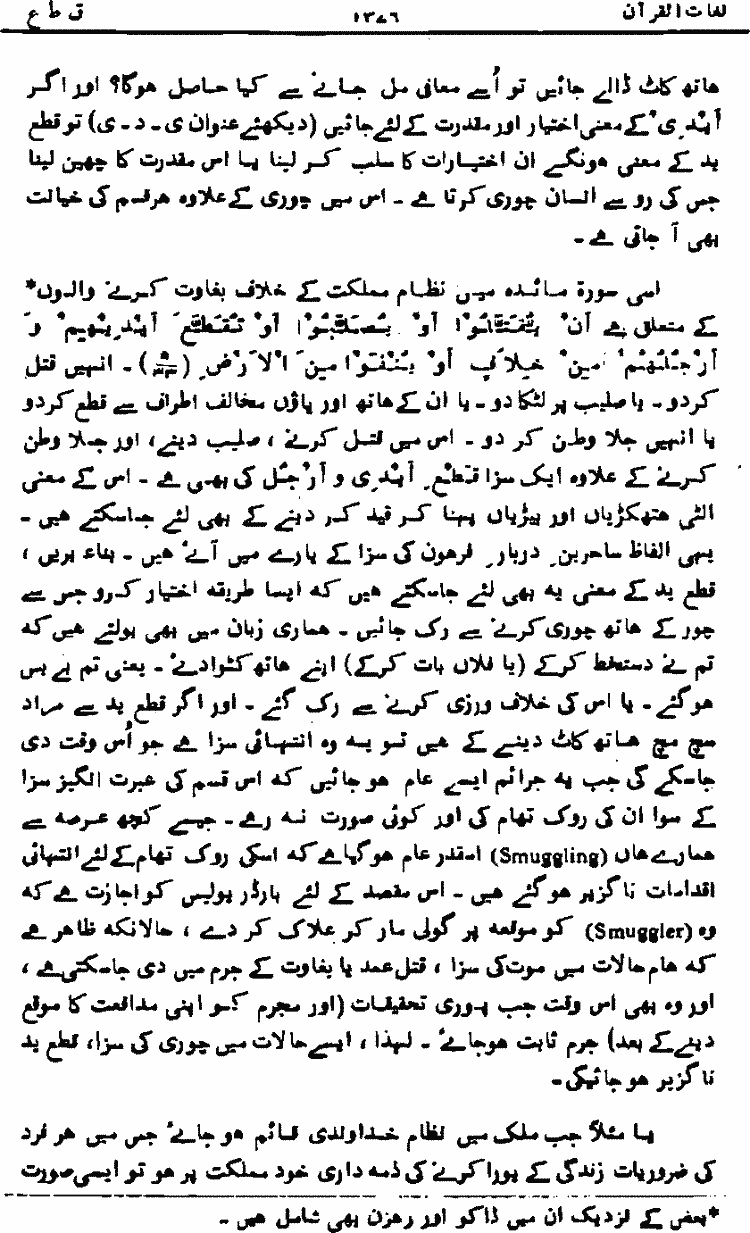 لغات القرآن ۱۳۷۶ ق ط ع
ہاتھ کاٹ ڈالے جائیں تو اُسے معافی مل جانے سے کیا حاصل ہوگا؟ اور اگر
اَیْدِیْ کے معنی اختیار اور مقدرت کے لئے جائیں (دیکھئے عنوان ی ۔ د ۔ ی) تو قطع
ید کے معنی ہونگے ان اختیارات کا سلب کر لینا یا اس مقدرت کا چھین لینا
جس کی رو سے انسان چوری کرتا ہے ۔ اس میں چوری کے علاوہ ہر قسم کی خیانت
بھی آ جاتی ہے ۔
اسی سورۃ مائدہ میں نظام مملکت کے خلاف بغاوت کرنے والوں*
کے متعلق ہے اَنْ یُّقَتَّلُوْا اَوْ یُصَلَّبُوْا اَوْ تُقَطَّعَ اَیْدِیْهِمْ وَ
اَرْجُلُهُمْ مِنْ خِلَافٍ اَوْ یُنْفَوْا مِنَ الْاَرْضِ ۔ انہیں قتل
کردو ۔ یا صلیب پر لٹکا دو ۔ یا ان کے ہاتھ اور پاؤں مخالف اطراف سے قطع کردو
یا انہیں جلا وطن کر دو ۔ اس میں قتل کرنے ، صلیب دینے، اور جلا وطن
کرنے کے علاوہ ایک سزا قَطْعِ اَیْدِیْ و اَرْجُلْ کی بھی ہے ۔ اس کے معنی
الٹی ہتھکڑیاں اور بیڑیاں پہنا کر قید کر دینے کے بھی لئے جاسکتے ہیں ۔
یہی الفاظ ساحرینِ دربارِ فرعون کی سزا کے بارے میں آئے ہیں ۔ بناء بریں ،
قطع ید کے معنی یہ بھی لئے جاسکتے ہیں کہ ایسا طریقہ اختیار کرو جس سے
چور کے ہاتھ چوری کرنے سے رک جائیں ۔ ہماری زبان میں بھی بولتے ہیں کہ
تم نے دستخط کرکے (یا فلاں بات کرکے) اپنے ہاتھ کٹوادئے ۔ یعنی تم بے بس
ہوگئے ۔ یا اس کی خلاف ورزی کرنے سے رک گئے ۔ اور اگر قطع ید سے مراد
سچ مچ ہاتھ کاٹ دینے کے ہیں تو یہ وہ انتہائی سزا ہے جو اُس وقت دی
جاسکے گی جب یہ جرائم ایسے عام ہو جائیں کہ اس قسم کی عبرت انگیز سزا
کے سوا ان کی روک تھام کی اور کوئی صورت نہ رہے ۔ جیسے کچھ عرصہ سے
ہمارے ہاں (Smuggling) اسقدر عام ہوگیا ہے کہ اسکی روک تھام کے لئے انتہائی
اقدامات ناگزیر ہو گئے ہیں ۔ اس مقصد کے لئے بارڈر پولیس کو اجازت ہے کہ
وہ (Smuggler) کو موقعہ پر گولی مار کر ہلاک کر دے ، حالانکہ ظاہر ہے
کہ عام حالات میں موت کی سزا ، قتل عمد یا بغاوت کے جرم میں دی جاسکتی ہے ،
اور وہ بھی اس وقت جب پوری تحقیقات (اور مجرم کو اپنی مدافعت کا موقع
دینے کے بعد) جرم ثابت ہوجائے ۔ لہذا ، ایسے حالات میں چوری کی سزا، قطع ید
ناگزیر ہو جائیگی ۔
یا مثلاً جب ملک میں نظام خداوندی قائم ہو جائے جس میں ہر فرد
کی ضروریات زندگی کے پورا کرنے کی ذمہ داری خود مملکت پر ہو تو ایسی صورت
*بعض کے نزدیک ان میں ڈاکو اور رہزن بھی شامل ہیں ۔